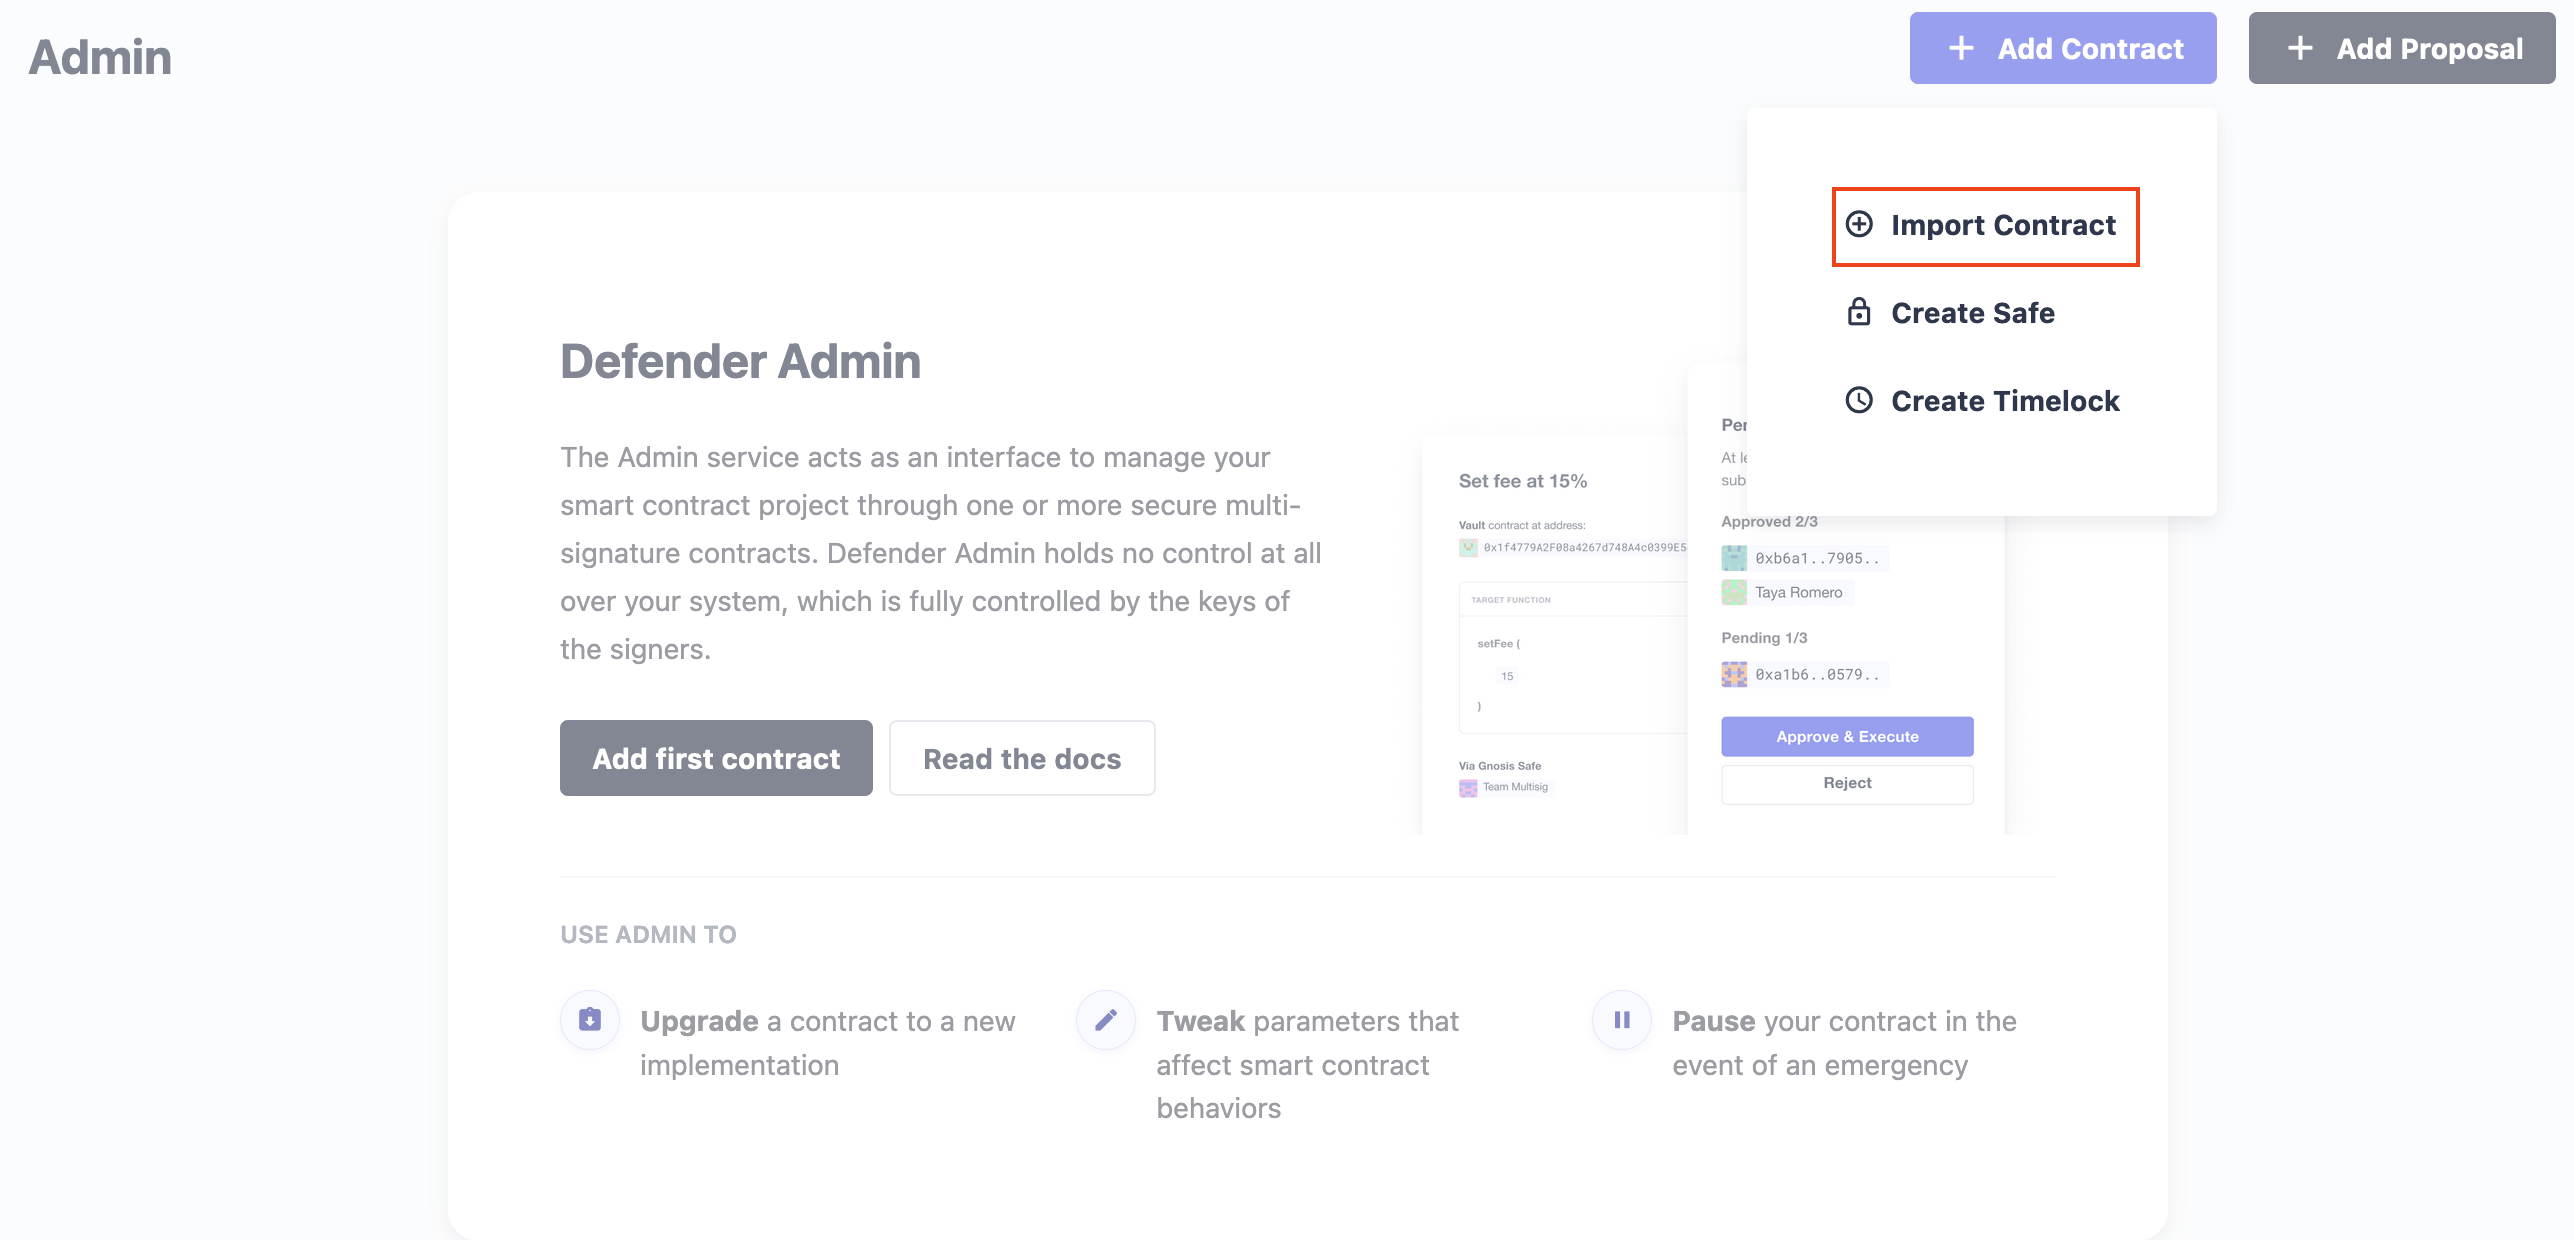 Admin
Add Contract
Add Proposal
Import Contract
Create Safe
Create Timelock
Defender Admin
The Admin service acts as an interface to manage your
smart contract project through one or more secure multi-
signature contracts. Defender Admin holds no control at all
over your system, which is fully controlled by the keys of
the signers.
Add first contract
Read the docs
Set fee at 15%
Vault contract at address:
0x1f4779A2F08a4267d748A4c0399E5
TARGET FUNCTION
setFee (
15
)
Via Gnosis Safe
Team Multisig
At
sub
Approved 2/3
0xb6a1..7905..
Taya Romero
Pending 1/3
0xa1b6..0579..
Approve & Execute
Reject
USE ADMIN TO
Upgrade a contract to a new
implementation
Tweak parameters that
affect smart contract
behaviors
Pause your contract in the
event of an emergency